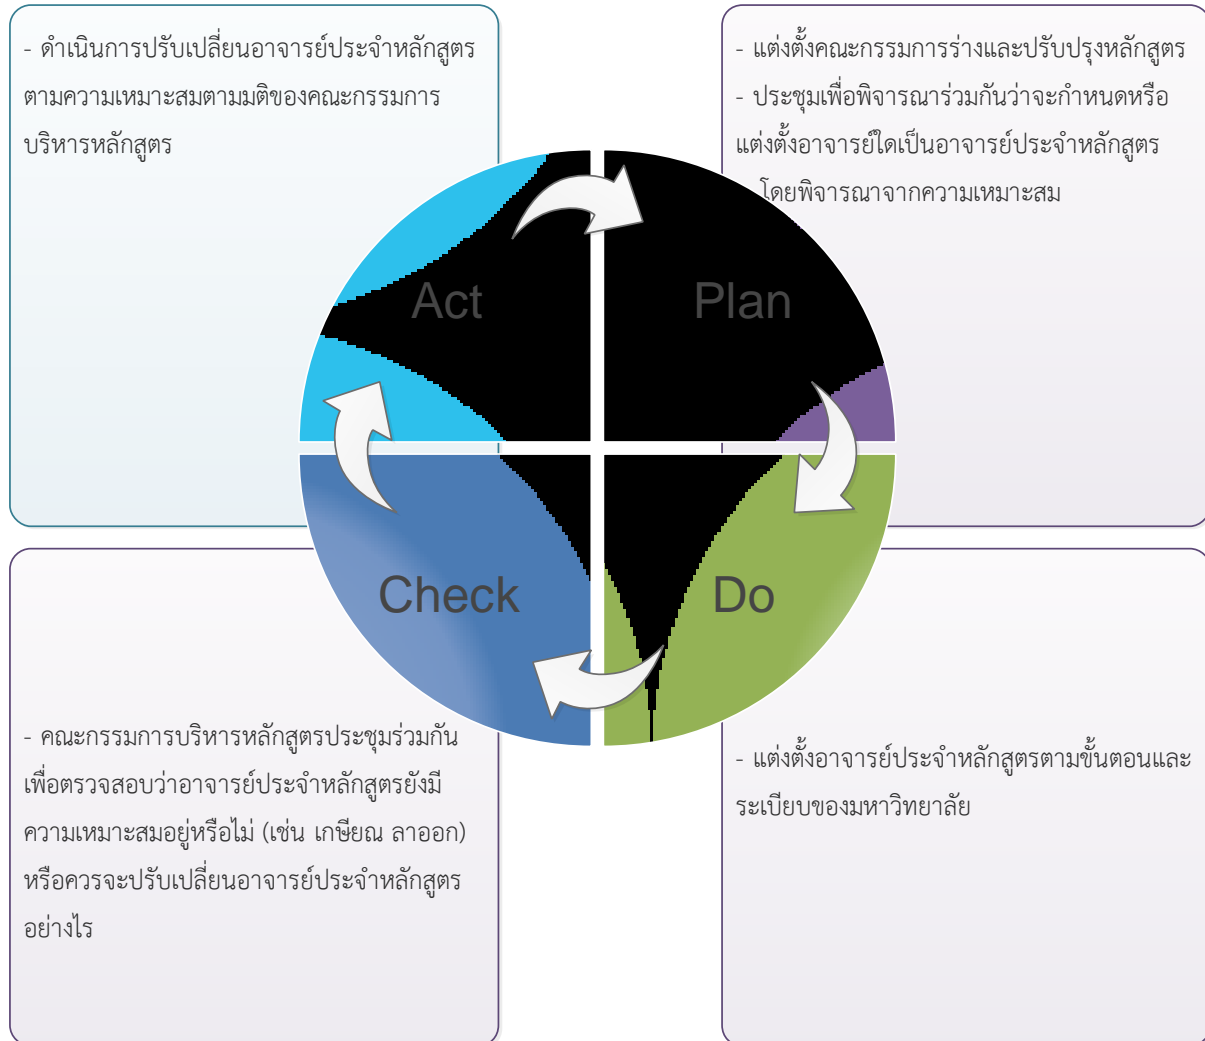 - ดำเนินการปรับเปลี่ยนอาจารย์ประจำหลักสูตร
ตามความเหมาะสมตามมติของคณะกรรมการ
บริหารหลักสูตร
- แต่งตั้งคณะกรรมการร่างและปรับปรุงหลักสูตร
- ประชุมเพื่อพิจารณาร่วมกันว่าจะกำหนดหรือ
แต่งตั้งอาจารย์ใดเป็นอาจารย์ประจำหลักสูตร
โดยพิจารณาจากความเหมาะสม
Act
Plan
Check
Do
- คณะกรรมการบริหารหลักสูตรประชุมร่วมกัน
เพื่อตรวจสอบว่าอาจารย์ประจำหลักสูตรยังมี
ความเหมาะสมอยู่หรือไม่ (เช่น เกษียณ ลาออก)
หรือควรจะปรับเปลี่ยนอาจารย์ประจำหลักสูตร
อย่างไร
- แต่งตั้งอาจารย์ประจำหลักสูตรตามขั้นตอนและ
ระเบียบของมหาวิทยาลัย